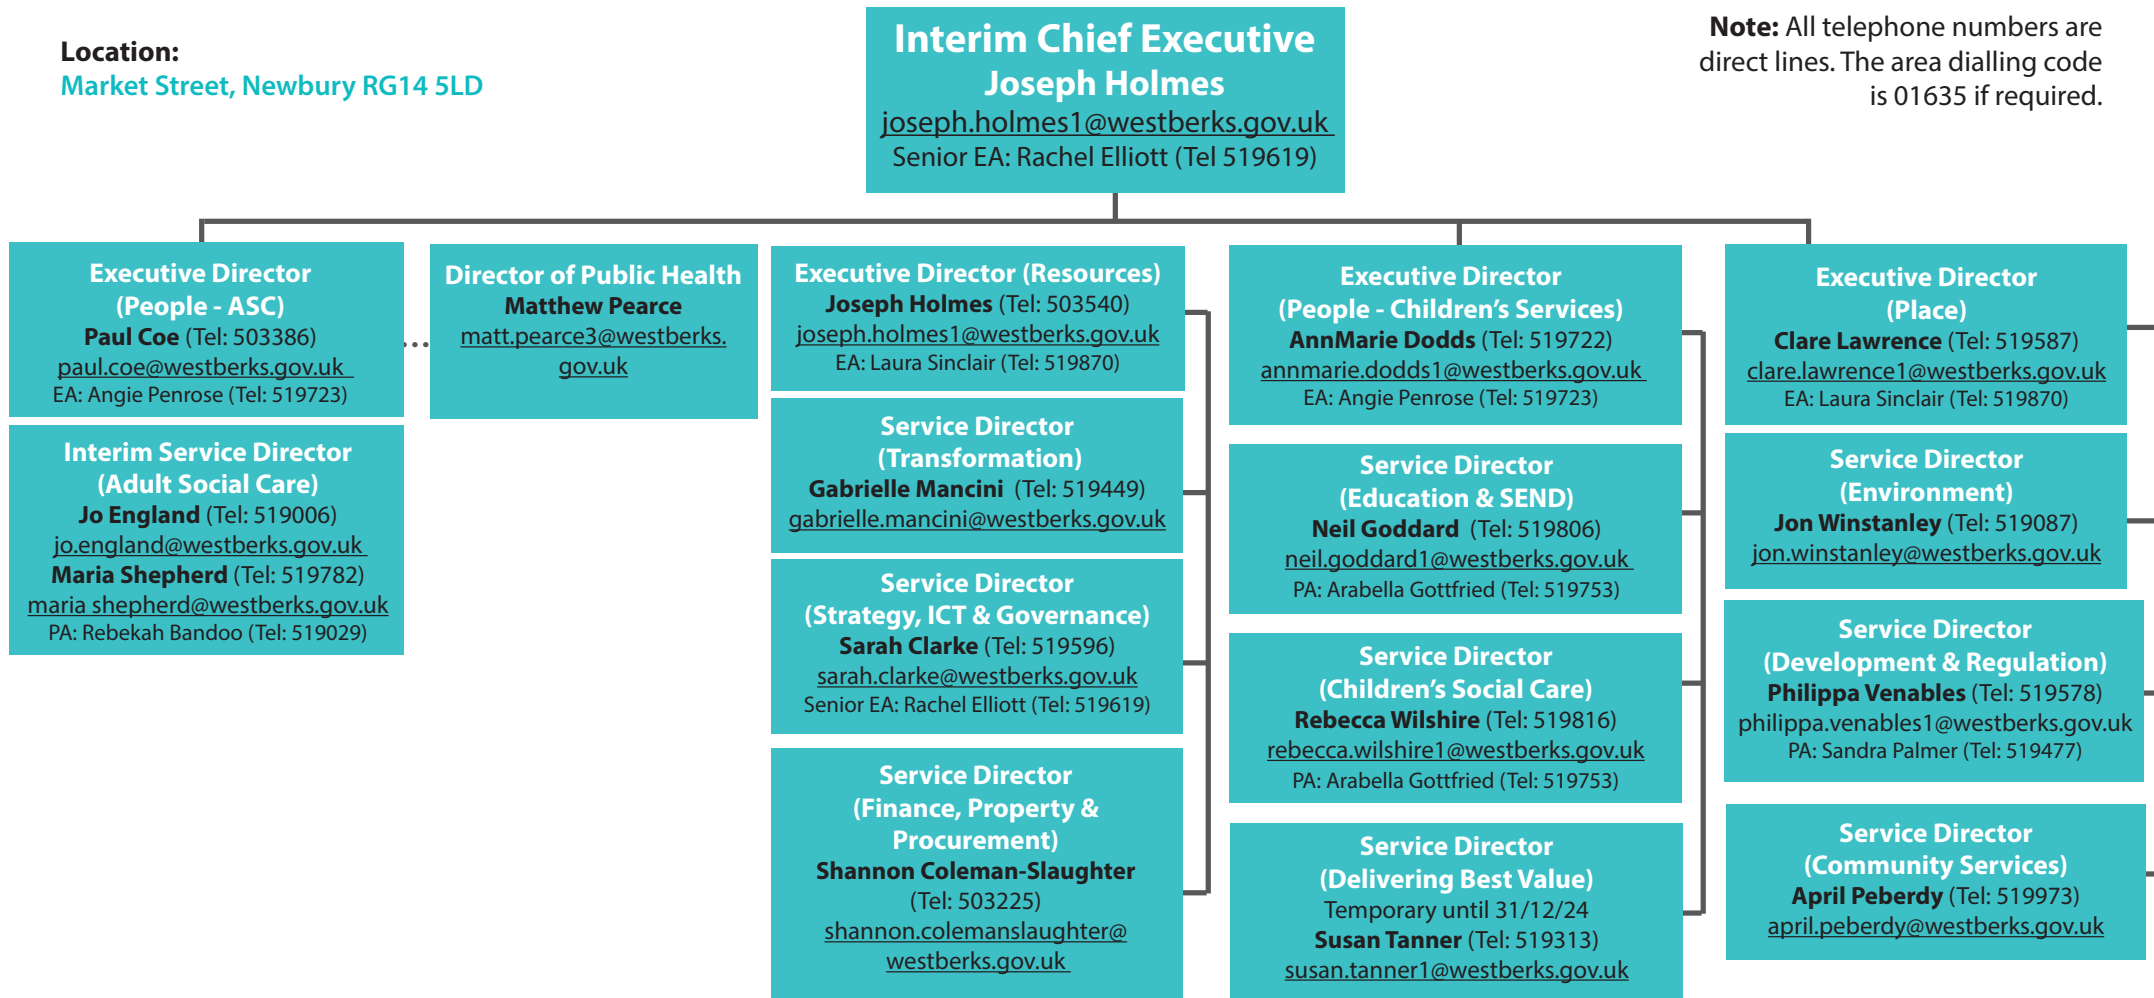 Location:
Market Street, Newbury RG14 5LD
Interim Chief Executive
Joseph Holmes
joseph.holmes1@westberks.gov.uk
Senior EA: Rachel Elliott (Tel 519619)
Note: All telephone numbers are
direct lines. The area dialling code
is 01635 if required.
Executive Director
(People - ASC)
Paul Coe (Tel: 503386)
paul.coe@westberks.gov.uk
EA: Angie Penrose (Tel: 519723)
Interim Service Director
(Adult Social Care)
Jo England (Tel: 519006)
jo.england@westberks.gov.uk
Maria Shepherd (Tel: 519782)
maria shepherd@westberks.gov.uk
PA: Rebekah Bandoo (Tel: 519029)
Director of Public Health
Matthew Pearce
matt.pearce3@westberks.
gov.uk
Executive Director (Resources)
Joseph Holmes (Tel: 503540)
joseph.holmes1@westberks.gov.uk
EA: Laura Sinclair (Tel: 519870)
Service Director
(Transformation)
Gabrielle Mancini (Tel: 519449)
gabrielle.mancini@westberks.gov.uk
Service Director
(Strategy, ICT & Governance)
Sarah Clarke (Tel: 519596)
sarah.clarke@westberks.gov.uk
Senior EA: Rachel Elliott (Tel: 519619)
Service Director
(Finance, Property &
Procurement)
Shannon Coleman-Slaughter
(Tel: 503225)
shannon.colemanslaughter@
westberks.gov.uk
Executive Director
(People - Children’s Services)
AnnMarie Dodds (Tel: 519722)
annmarie.dodds1@westberks.gov.uk
EA: Angie Penrose (Tel: 519723)
Service Director
(Education & SEND)
Neil Goddard (Tel: 519806)
neil.goddard1@westberks.gov.uk
PA: Arabella Gottfried (Tel: 519753)
Service Director
(Children’s Social Care)
Rebecca Wilshire (Tel: 519816)
rebecca.wilshire1@westberks.gov.uk
PA: Arabella Gottfried (Tel: 519753)
Service Director
(Delivering Best Value)
Temporary until 31/12/24
Susan Tanner (Tel: 519313)
susan.tanner1@westberks.gov.uk
Executive Director
(Place)
Clare Lawrence (Tel: 519587)
clare.lawrence1@westberks.gov.uk
EA: Laura Sinclair (Tel: 519870)
Service Director
(Environment)
Jon Winstanley (Tel: 519087)
jon.winstanley@westberks.gov.uk
Service Director
(Development & Regulation)
Philippa Venables (Tel: 519578)
philippa.venables1@westberks.gov.uk
PA: Sandra Palmer (Tel: 519477)
Service Director
(Community Services)
April Peberdy (Tel: 519973)
april.peberdy@westberks.gov.uk